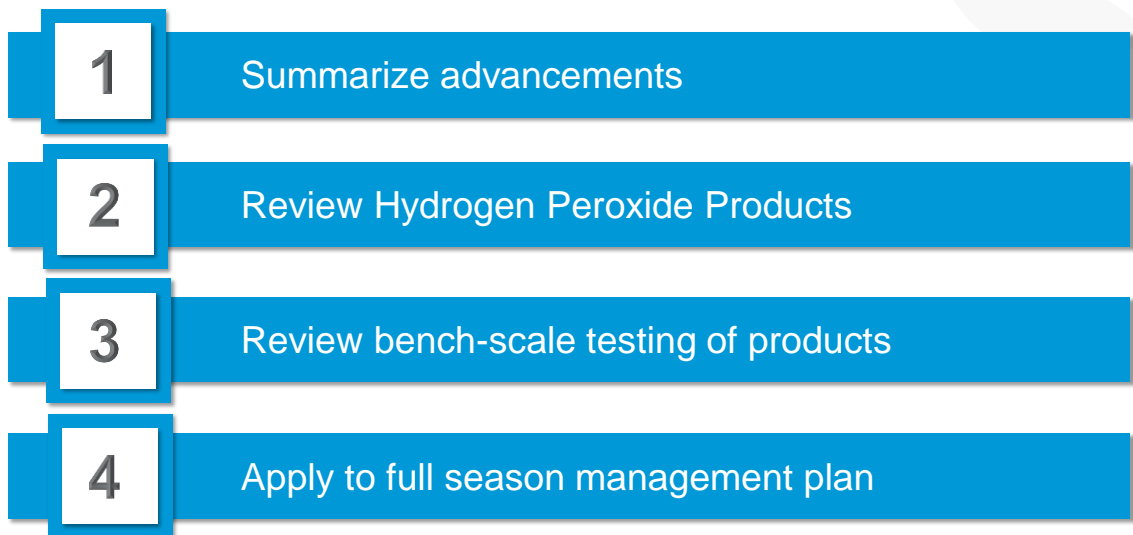 1 Summarize advancements
2 Review Hydrogen Peroxide Products
3 Review bench-scale testing of products
4 Apply to full season management plan